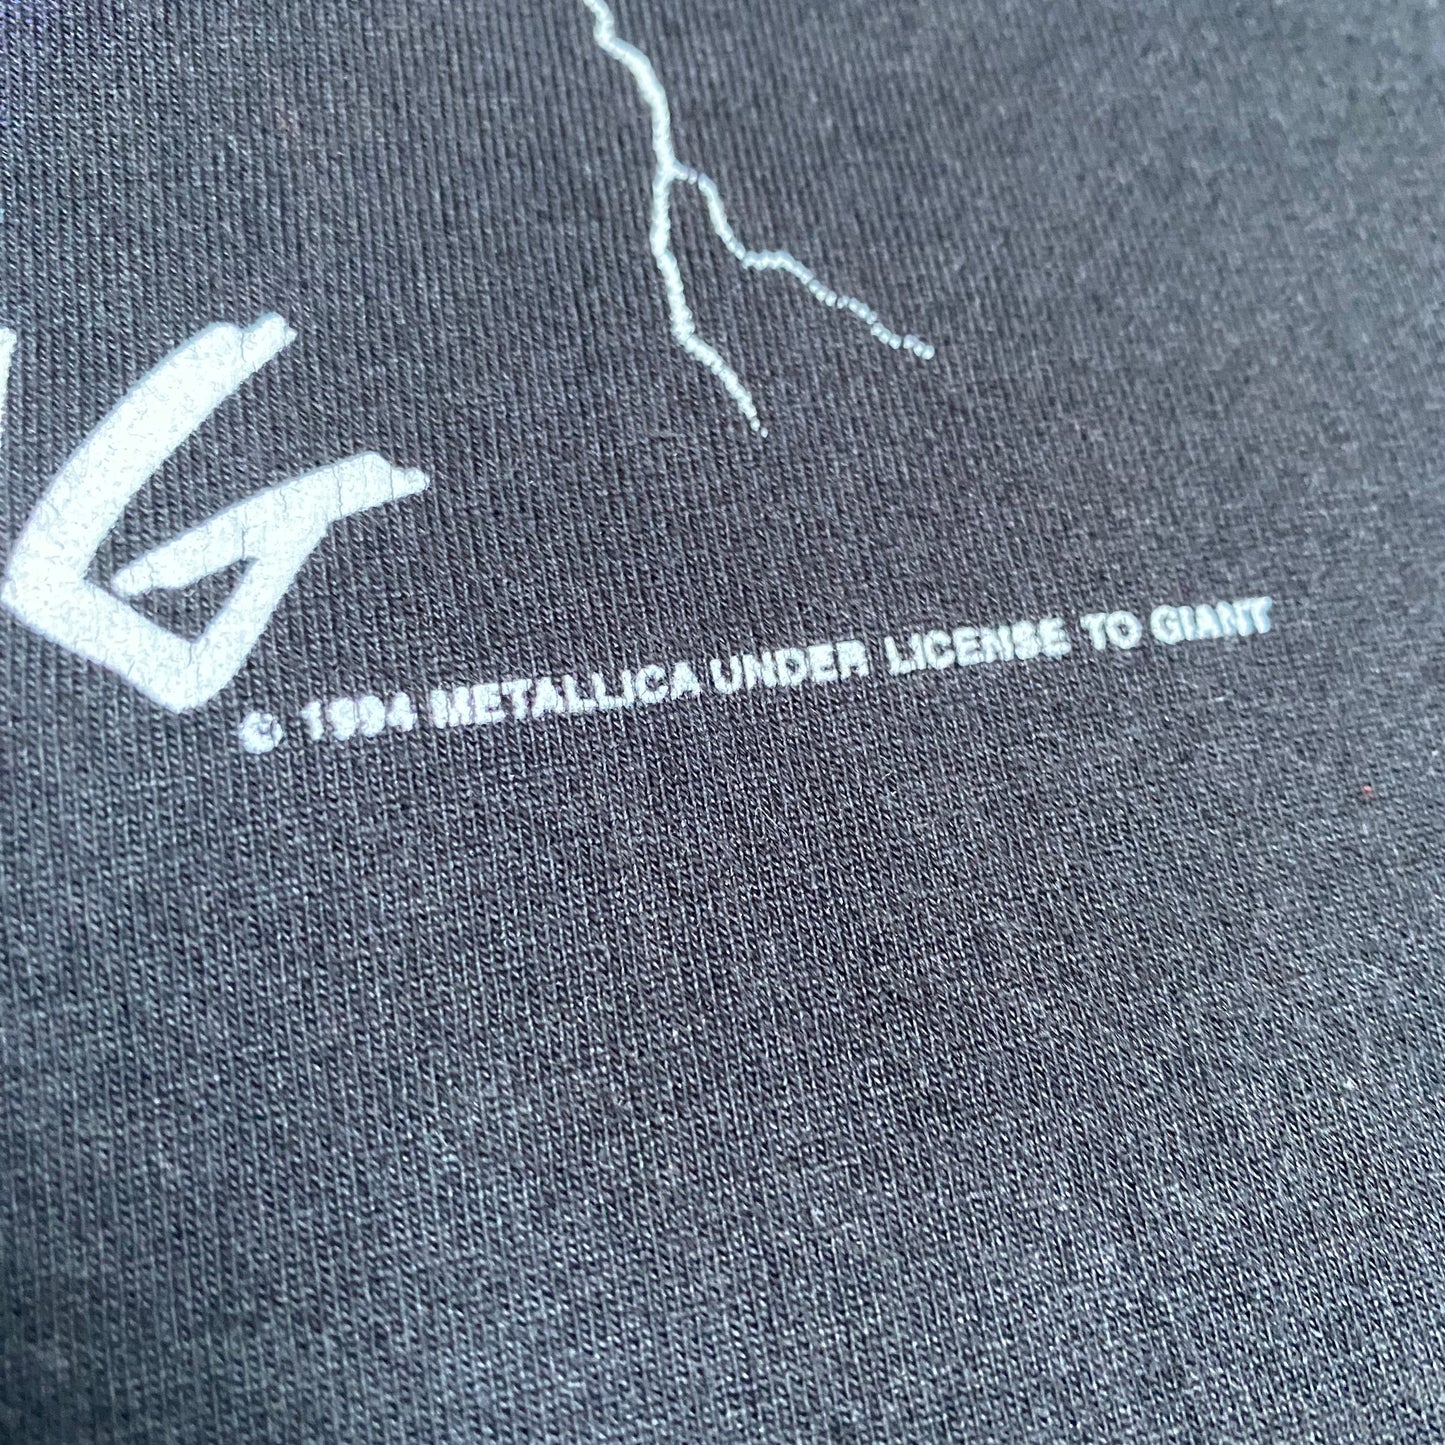 G
© 1994 METALLICA UNDER LICENSE TO GIANT